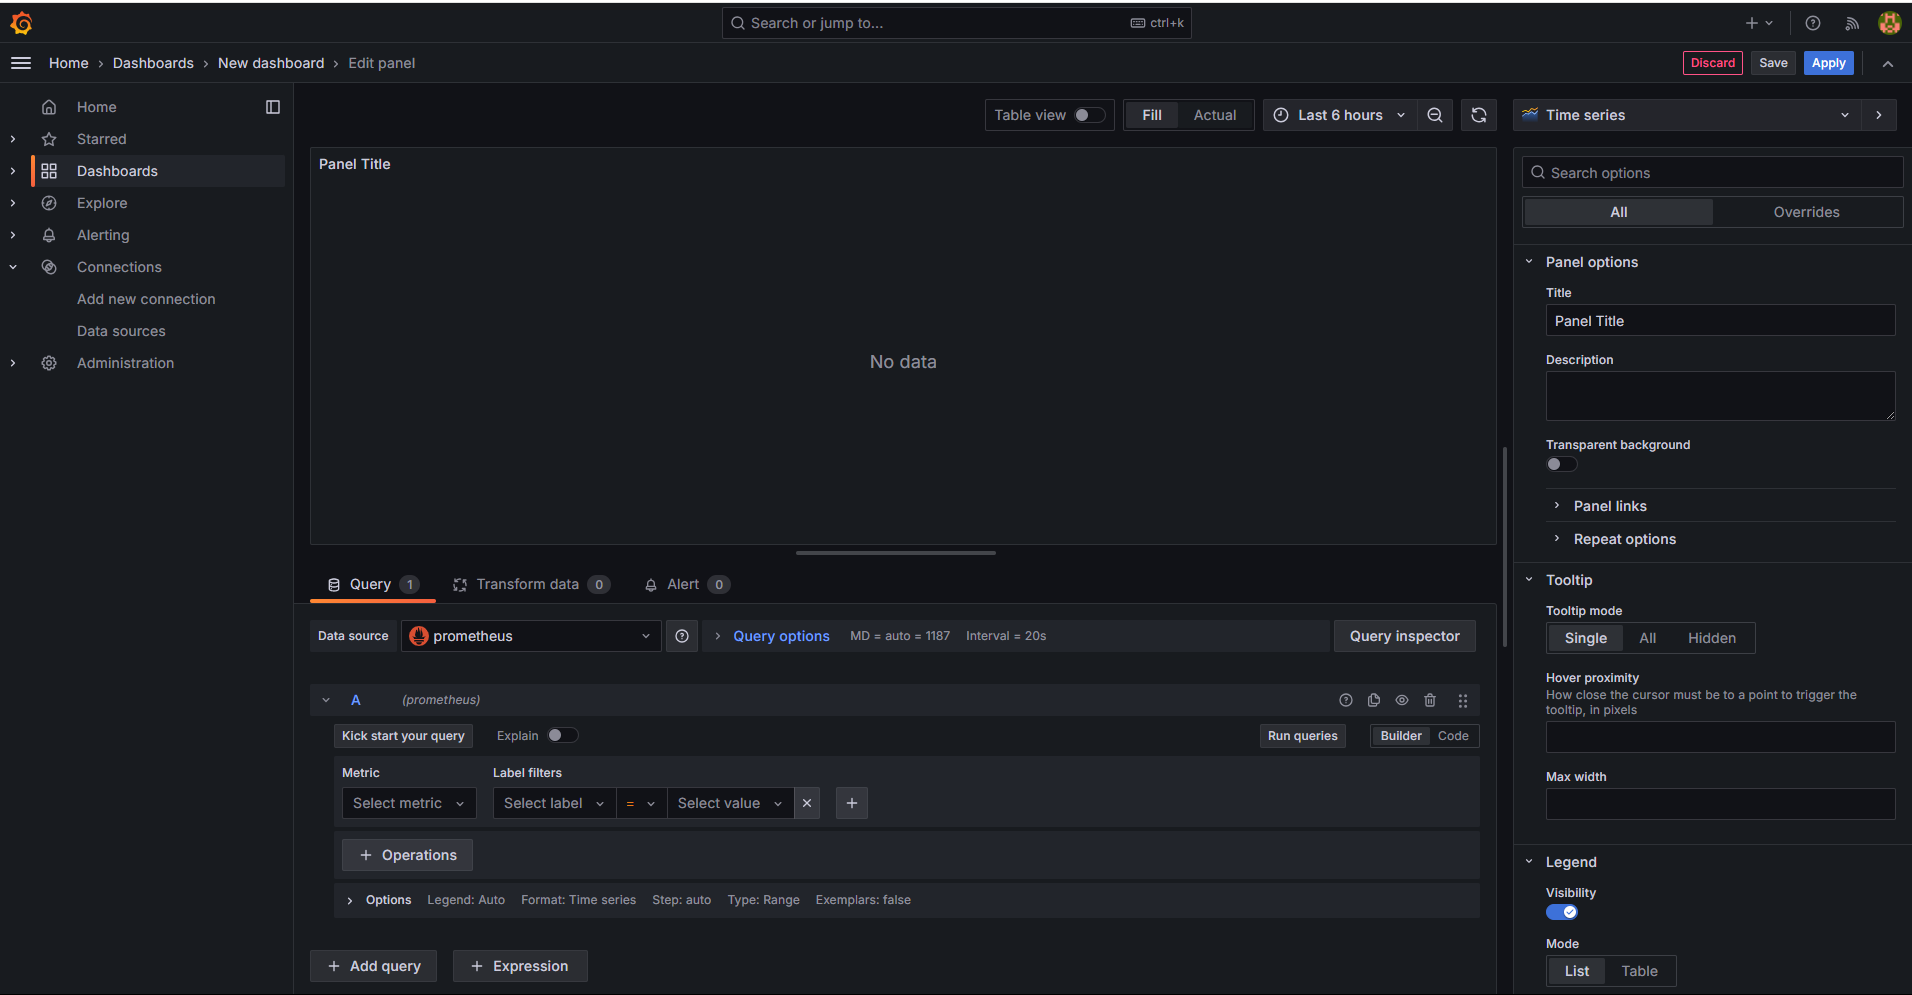 Search or jump to... ctrl+k
Home › Dashboards › New dashboard › Edit panel
Discard Save Apply
Home
Starred
Dashboards
Explore
Alerting
Connections
Add new connection
Data sources
Administration
Table view Fill Actual Last 6 hours
Panel Title
No data
Query 1 Transform data 0 Alert 0
Data source prometheus Query options MD = auto = 1187 Interval = 20s Query inspector
A (prometheus)
Kick start your query Explain Run queries Builder Code
Metric Label filters
Select metric Select label = Select value
+ Operations
Options Legend: Auto Format: Time series Step: auto Type: Range Exemplars: false
+ Add query + Expression
Time series
Search options
All Overrides
Panel options
Title
Panel Title
Description
Transparent background
Panel links
Repeat options
Tooltip
Tooltip mode
Single All Hidden
Hover proximity
How close the cursor must be to a point to trigger the
tooltip, in pixels
Max width
Legend
Visibility
Mode
List Table